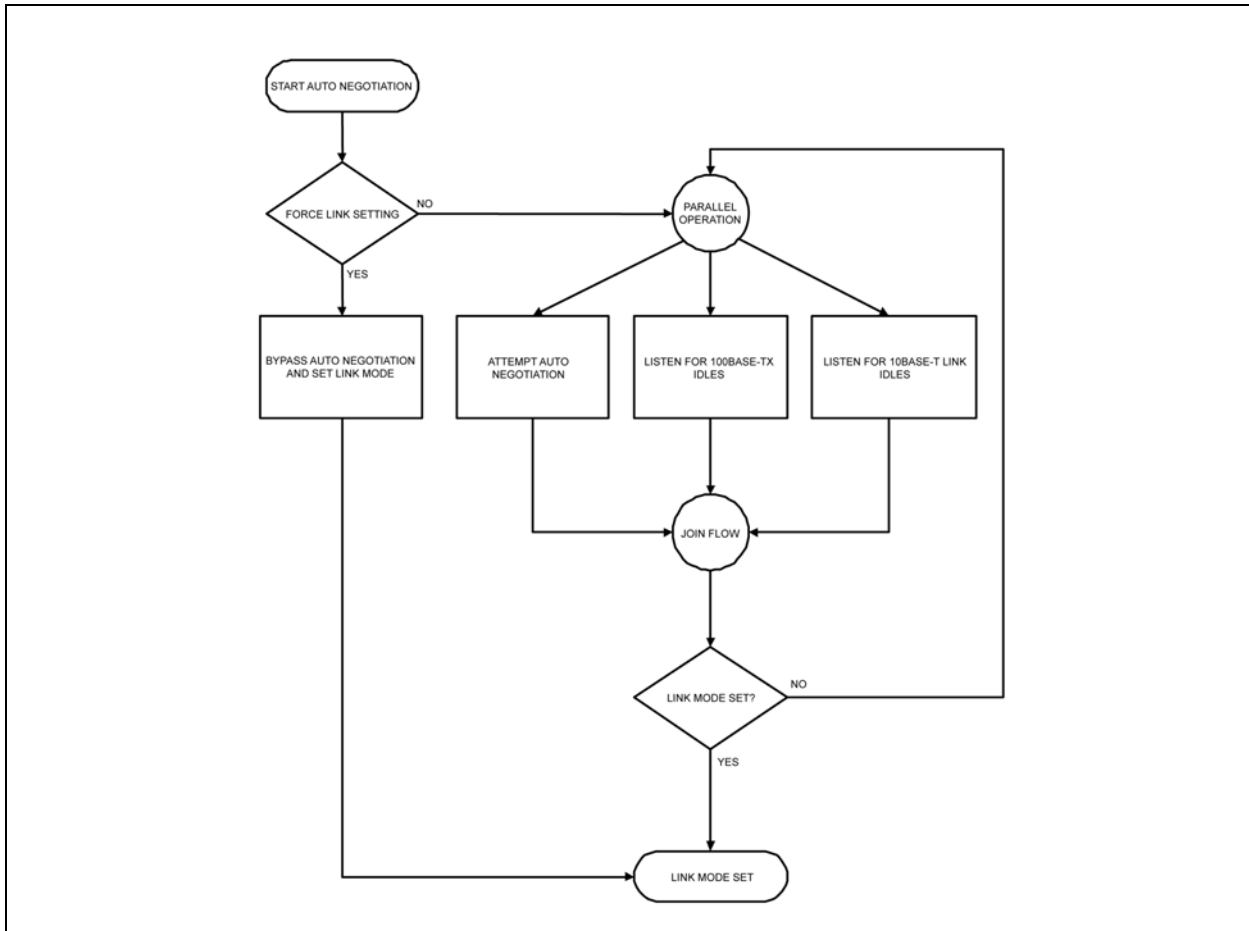 START AUTO NEGOTIATION
FORCE LINK SETTING
NO
PARALLEL
OPERATION
YES
BYPASS AUTO NEGOTIATION
AND SET LINK MODE
ATTEMPT AUTO
NEGOTIATION
LISTEN FOR 100BASE-TX
IDLES
LISTEN FOR 10BASE-T LINK
IDLES
JOIN FLOW
LINK MODE SET?
NO
YES
LINK MODE SET